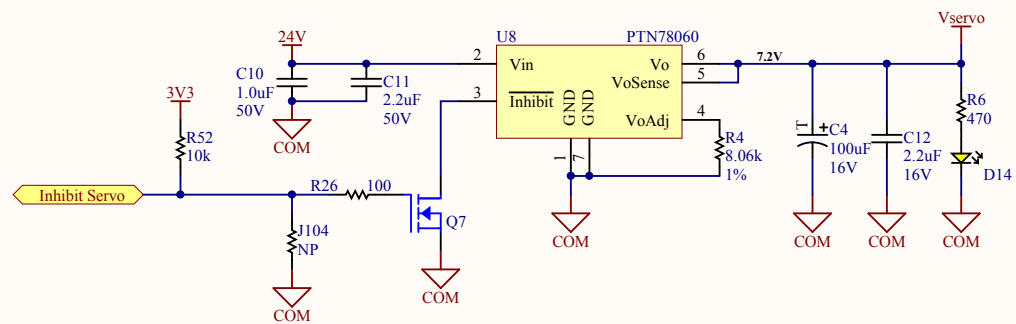 24V
U8
PTN78060
Vservo
2
Vin
Vo
6
7.2V
VoSense
5
C10
1.0uF
50V
C11
2.2uF
50V
3
Inhibit
GND
GND
VoAdj
4
3V3
COM
R52
10k
1
7
R4
8.06k
1%
T
+
C4
100uF
16V
C12
2.2uF
16V
R6
470
D14
Inhibit Servo
R26
100
Q7
J104
NP
COM
COM
COM
COM
COM
COM